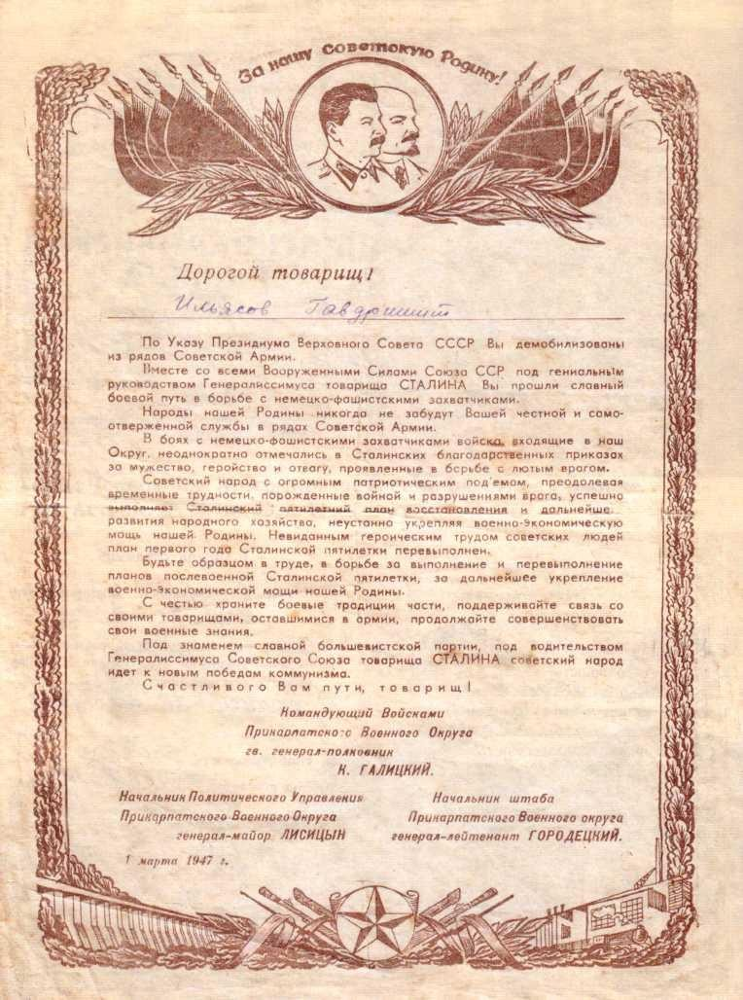 За нашу Советскую Родину!
Дорогой товарищ!
Ильясов
По Указу Президиума Верховного Совета СССР Вы демобилизованы
из рядов Советской Армии.
Вместе со всеми Вооруженными Силами Союза ССР под гениальным
руководством Генералиссимуса товарища СТАЛИНА Вы прошли славный
боевой путь в борьбе с немецко-фашистскими захватчиками.
Народы нашей Родины никогда не забудут Вашей честной и само-
отверженной службы в рядах Советской Армии.
В боях с немецко-фашистскими захватчиками войска, входящие в наш
Округ, неоднократно отмечались в Сталинских благодарственных приказах
за мужество, геройство и отвагу, проявленные в борьбе с лютым врагом.
Советский народ с огромным патриотическим под'емом, преодолевая
временные трудности, порожденные войной и разрушениями врага, успешно
выполняет Сталинский пятилетний план восстановления и дальнейше
развития народного хозяйства, неустанно укрепляя военно-Экономическую
мощь нашей Родины. Невиданным героическим трудом советских людей
план первого года Сталинской пятилетки перевыполнен.
Будьте образцом в труде, в борьбе за выполнение и перевыполнение
планов послевоенной Сталинской пятилетки, за дальнейшее укрепление
военно-Экономической мощи нашей Родины.
С честью храните боевые традиции части, поддерживайте связь со
своими товарищами, оставшимися в армии, продолжайте совершенствовать
свои военные знания.
Под знаменем славной большевистской партии, под водительством
Генералиссимуса Советского Союза товарища СТАЛИНА советский народ
идет к новым победам коммунизма.
Счастливого Вам пути, товарищ!
Командующий Войсками
Прикарпатского Военного Округа
гв. генерал-полковник
К. ГАЛИЦКИЙ.
Начальник Политического Управления
Прикарпатского Военного Округа
генерал-майор ЛИСИЦЫН
Начальник штаба
Прикарпатского Военного округа
генерал-лейтенант ГОРОДЕЦКИЙ.
1 марта 1947 г.